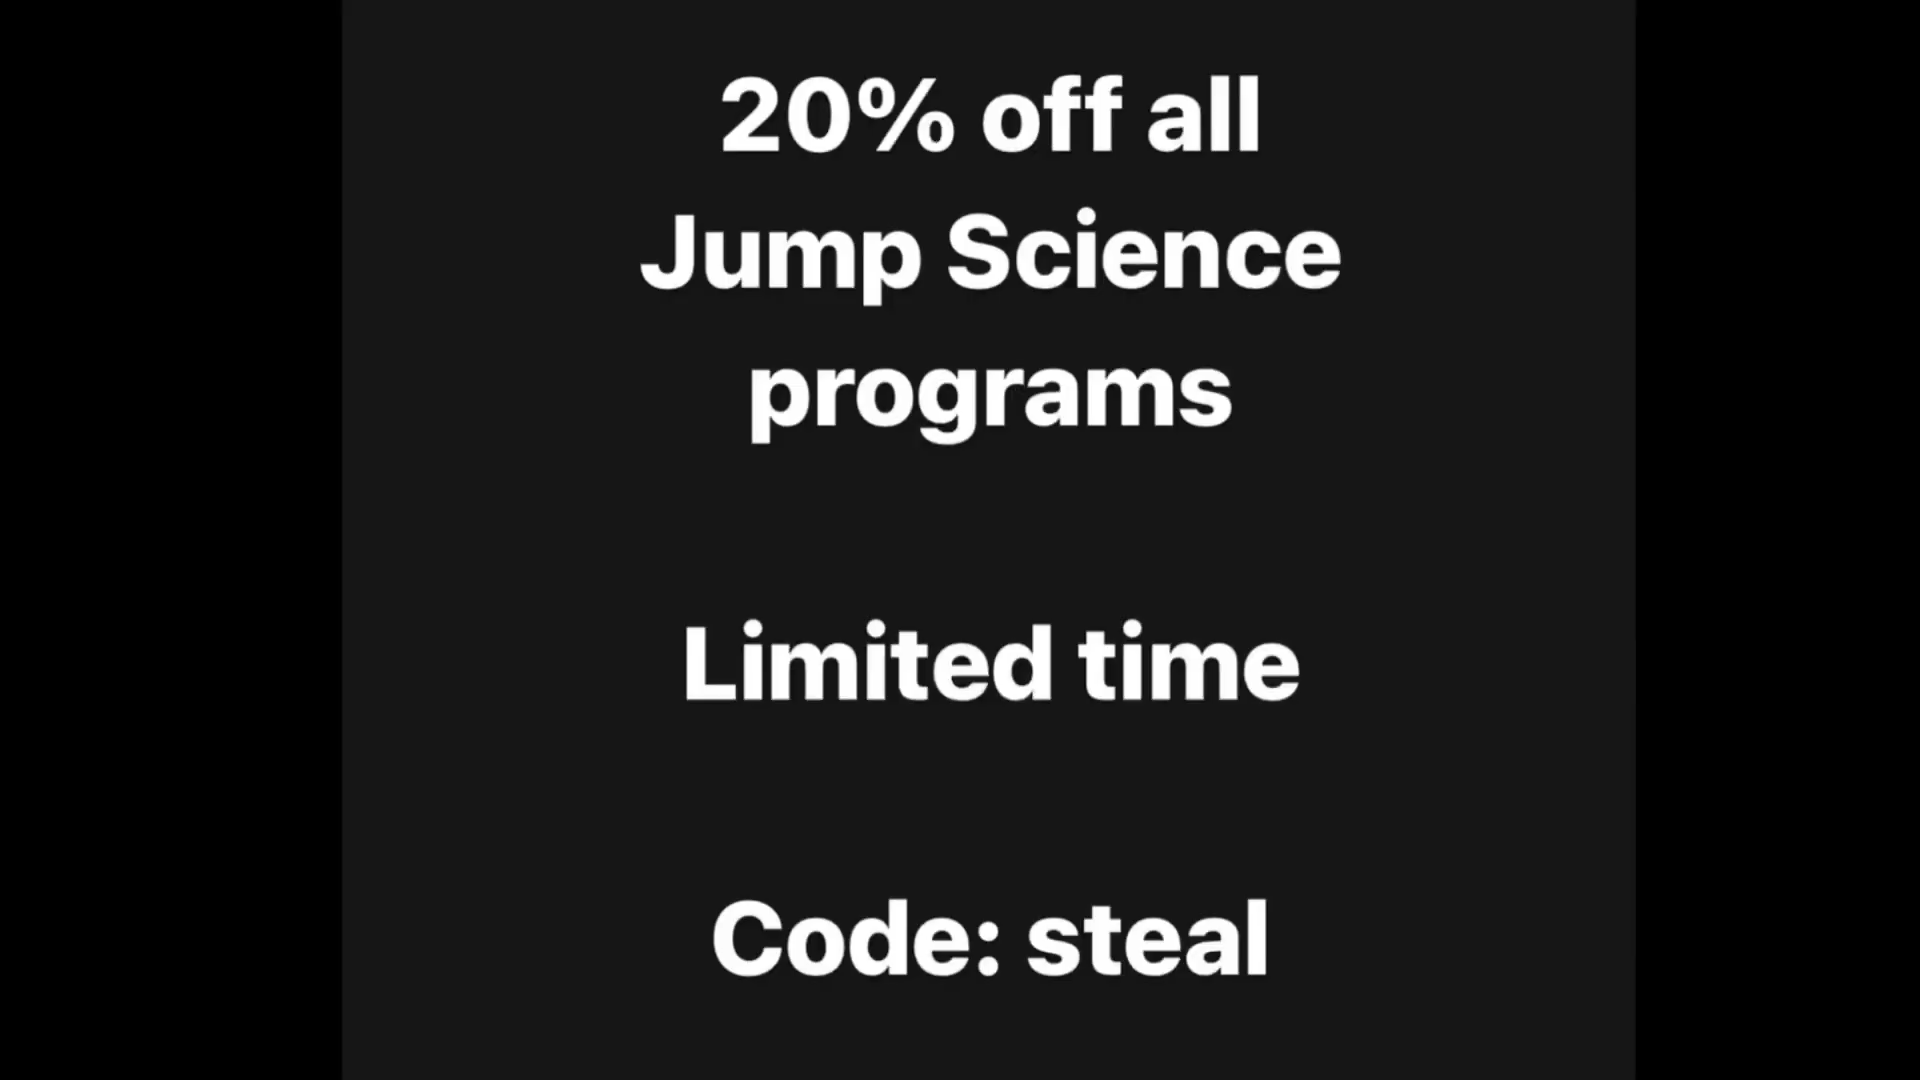 20% off all
Jump Science
programs
Limited time
Code: steal